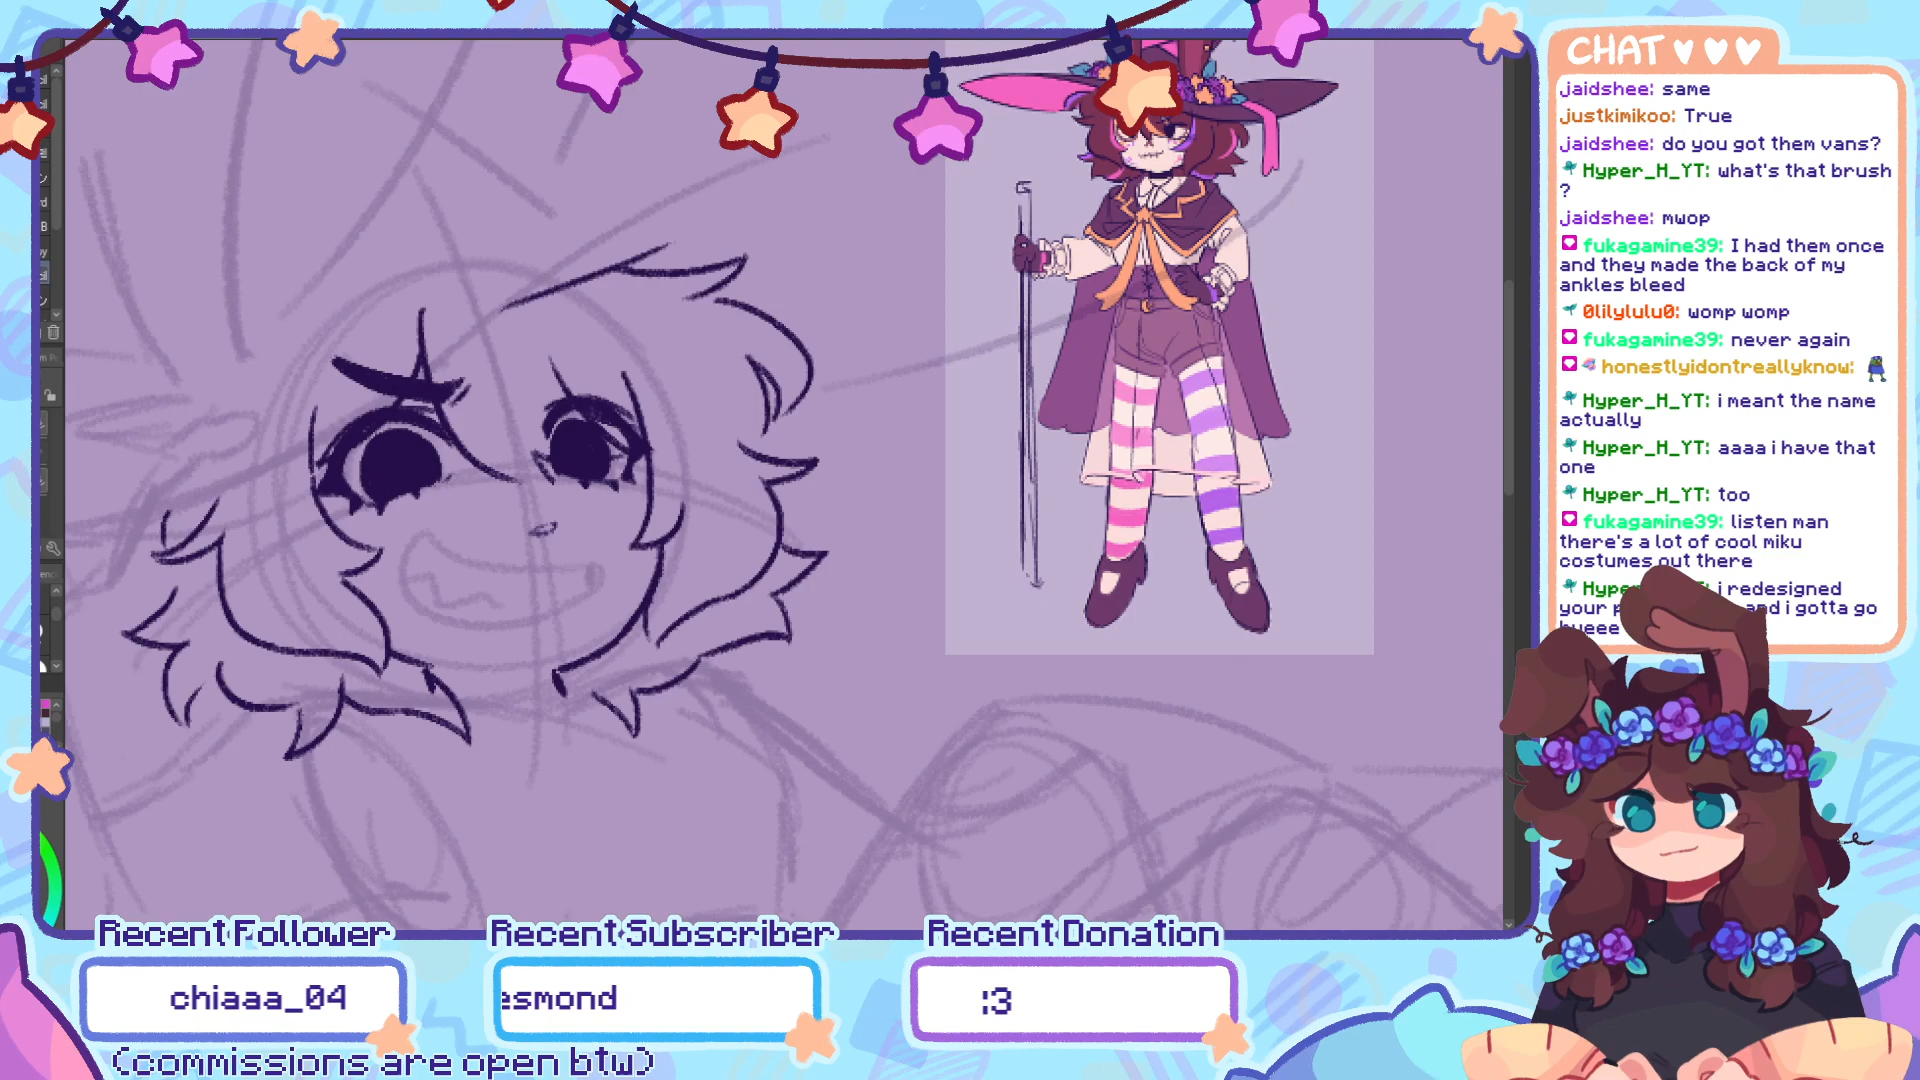 CHAT
jaidshee: same
justkimikoo: True
jaidshee: do you got them vans?
Hyper_H_YT: what's that brush
?
jaidshee: mwop
fukagamine39: I had them once
and they made the back of my
ankles bleed
0lilylulu0: womp womp
fukagamine39: never again
honestlyidontreallyknow:
Hyper_H_YT: i meant the name
actually
Hyper_H_YT: aaaa i have that
one
Hyper_H_YT: too
fukagamine39: listen man
there's a lot of cool miku
costumes out there
Hype i redesigned
your and i gotta go
byeee
Recent Follower
chiaaa_04
Recent Subscriber
esmond
Recent Donation
:3
(commissions are open btw)